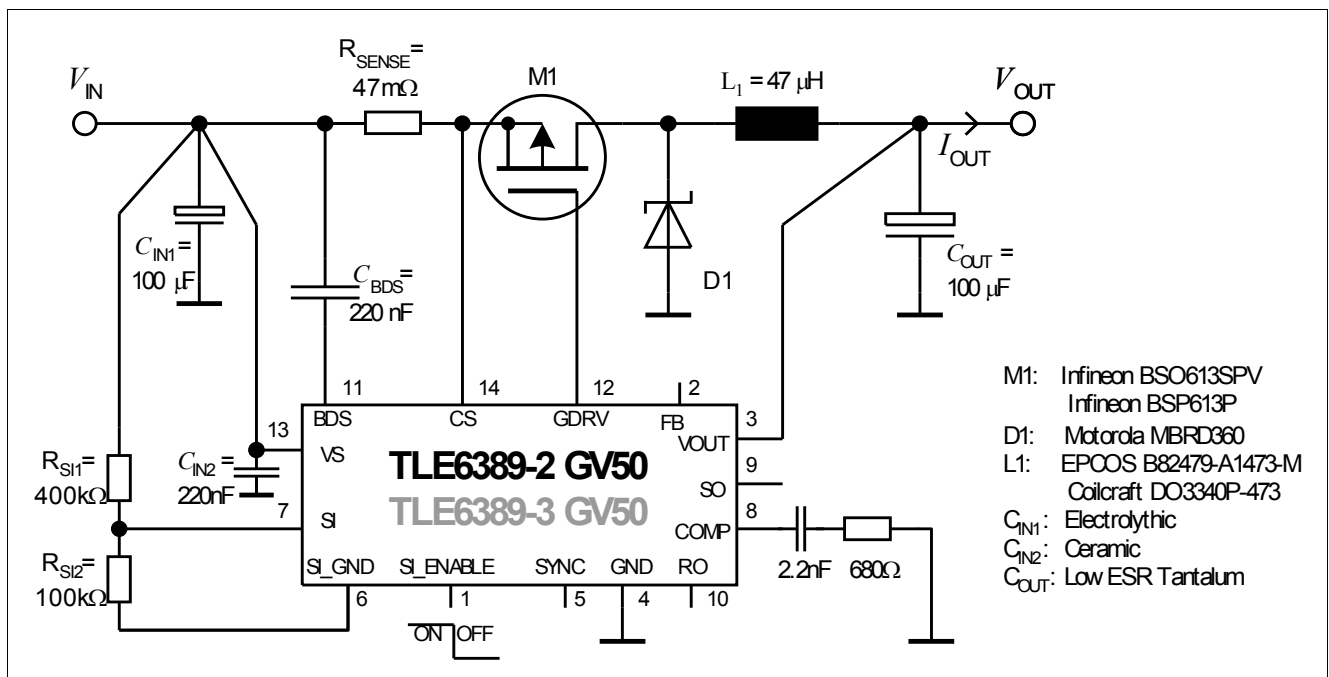 R_SENSE=
47mΩ
M1
L₁ = 47 µH
V_IN
V_OUT
I_OUT
C_IN1=
100 µF
C_BDS=
220 nF
D1
C_OUT=
100 µF
11
14
12
2
BDS
CS
GDRV
FB
3
13
VS
VOUT
R_SI1=
400kΩ
C_IN2=
220nF
TLE6389-2 GV50
TLE6389-3 GV50
9
SO
7
SI
8
COMP
2.2nF
680Ω
R_SI2=
100kΩ
SI_GND
SI_ENABLE
SYNC
GND
RO
6
1
5
4
10
ON
OFF
M1: Infineon BSO613SPV
Infineon BSP613P
D1: Motorola MBRD360
L1: EPCOS B82479-A1473-M
Coilcraft DO3340P-473
C_IN1: Electrolythic
C_IN2: Ceramic
C_OUT: Low ESR Tantalum